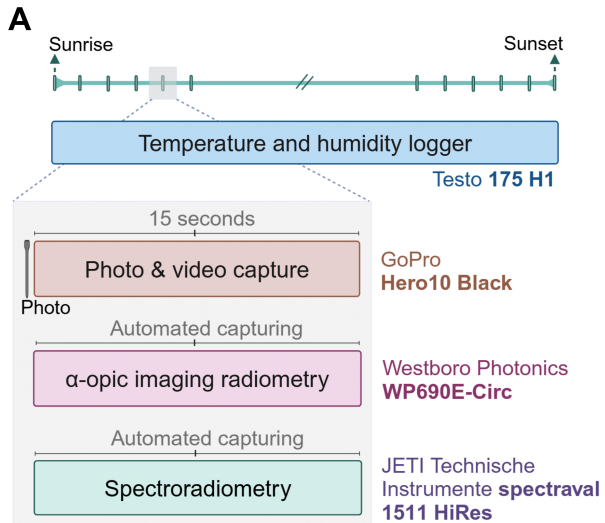 A
Sunrise
Sunset
Temperature and humidity logger
Testo 175 H1
15 seconds
Photo & video capture
Photo
GoPro
Hero10 Black
Automated capturing
α-opic imaging radiometry
Westboro Photonics
WP690E-Circ
Automated capturing
Spectroradiometry
JETI Technische
Instrumente spectraval
1511 HiRes